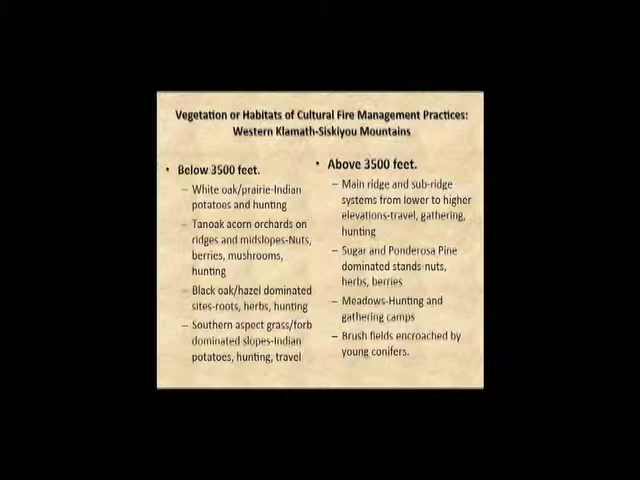 Vegetation or Habitats of Cultural Fire Management Practices:
Western Klamath-Siskiyou Mountains
• Below 3500 feet.
– White oak/prairie-Indian
potatoes and hunting
– Tanoak acorn orchards on
ridges and midslopes-Nuts,
berries, mushrooms,
hunting
– Black oak/hazel dominated
sites-roots, herbs, hunting
– Southern aspect grass/forb
dominated slopes-Indian
potatoes, hunting, travel
• Above 3500 feet.
– Main ridge and sub-ridge
systems from lower to higher
elevations-travel, gathering,
hunting
– Sugar and Ponderosa Pine
dominated stands-nuts,
herbs, berries
– Meadows-Hunting and
gathering camps
– Brush fields encroached by
young conifers.